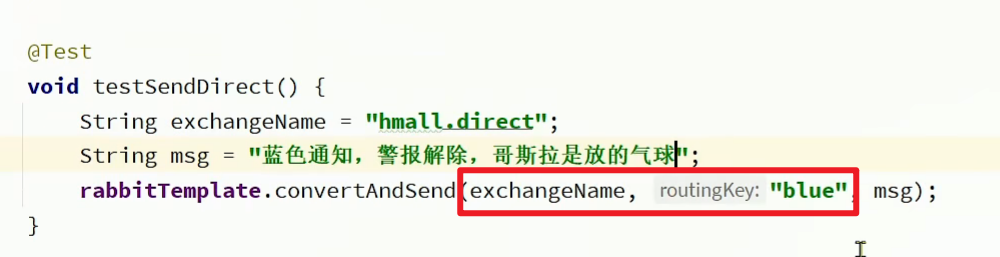 @Test
void testSendDirect() {
    String exchangeName = "hmall.direct";
    String msg = "蓝色通知，警报解除，哥斯拉是放的气球";
    rabbitTemplate.convertAndSend(exchangeName, routingKey: "blue", msg);
}